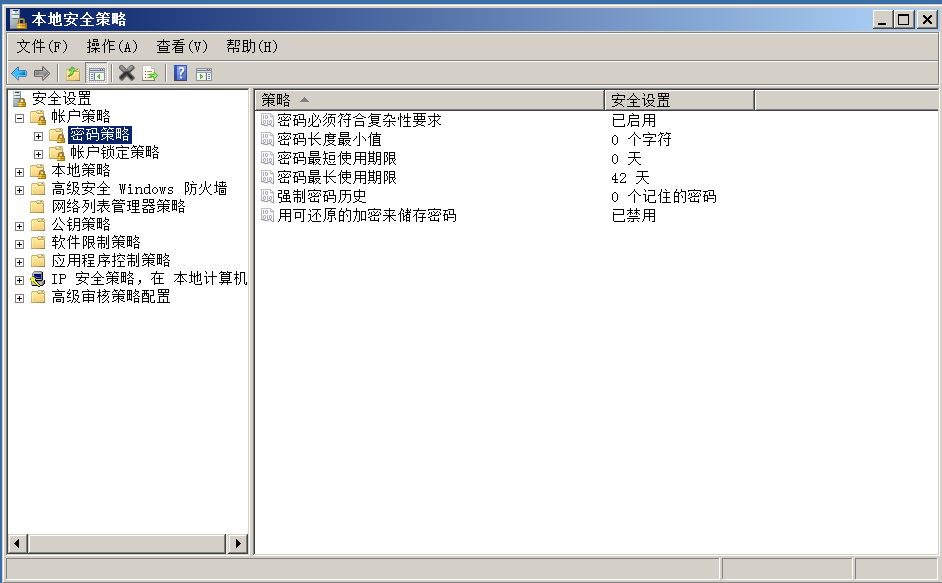 本地安全策略
文件(F) 操作(A) 查看(V) 帮助(H)
安全设置
帐户策略
密码策略
帐户锁定策略
本地策略
高级安全 Windows 防火墙
网络列表管理器策略
公钥策略
软件限制策略
应用程序控制策略
IP 安全策略，在 本地计算机
高级审核策略配置
策略 安全设置
密码必须符合复杂性要求 已启用
密码长度最小值 0 个字符
密码最短使用期限 0 天
密码最长使用期限 42 天
强制密码历史 0 个记住的密码
用可还原的加密来储存密码 已禁用